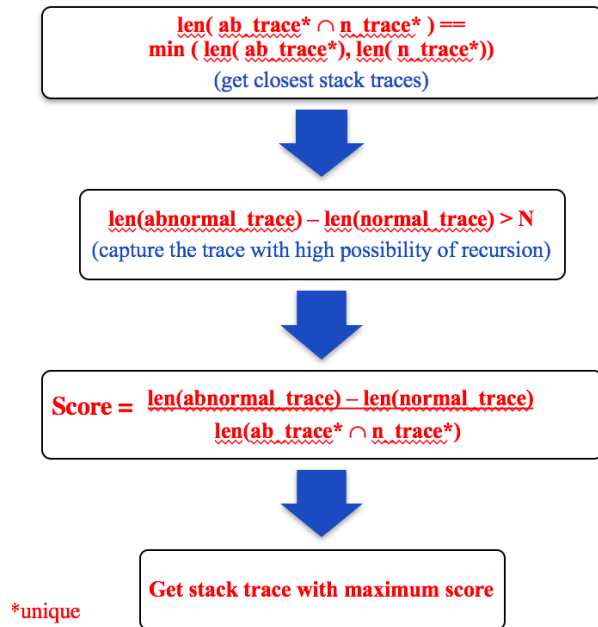 len( ab_trace* ∩ n_trace* ) ==
min ( len( ab_trace*), len( n_trace*))
(get closest stack traces)
len(abnormal_trace) – len(normal_trace) > N
(capture the trace with high possibility of recursion)
Score = len(abnormal_trace) – len(normal_trace)
len(ab_trace* ∩ n_trace*)
Get stack trace with maximum score
*unique